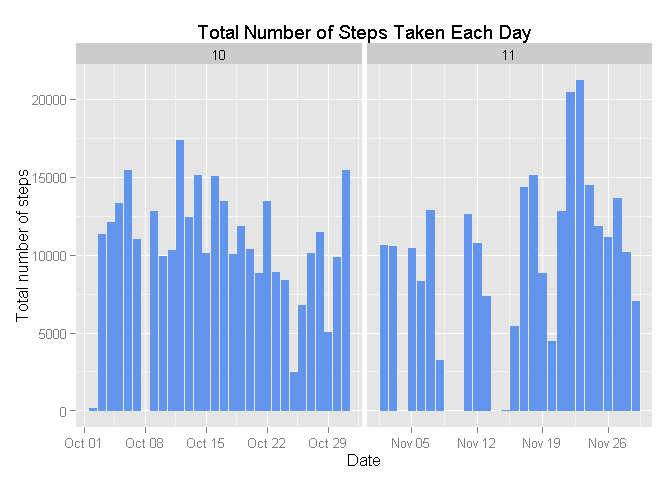 Total Number of Steps Taken Each Day
10 11
Total number of steps
20000
15000
10000
5000
0
Oct 01 Oct 08 Oct 15 Oct 22 Oct 29 Nov 05 Nov 12 Nov 19 Nov 26
Date